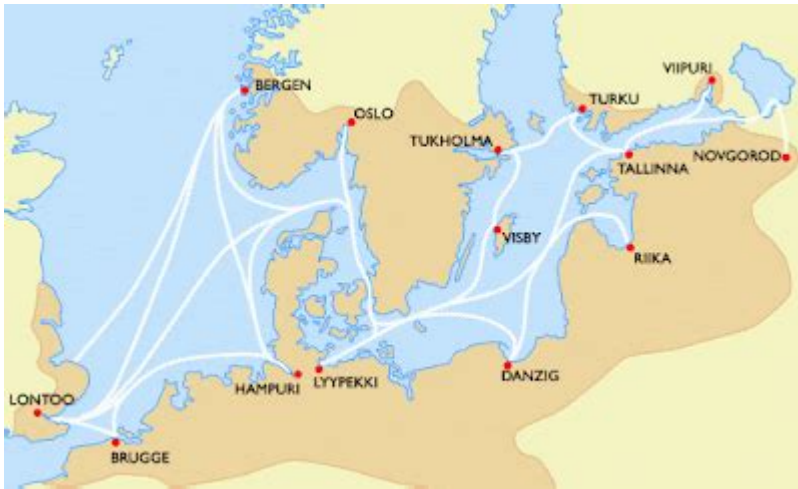 VIIPURI
BERGEN
TURKU
OSLO
TUKHOLMA
TALLINNA
NOVGOROD
VISBY
RIIKA
HAMPURI
LYYPEKKI
DANZIG
LONTOO
BRUGGE